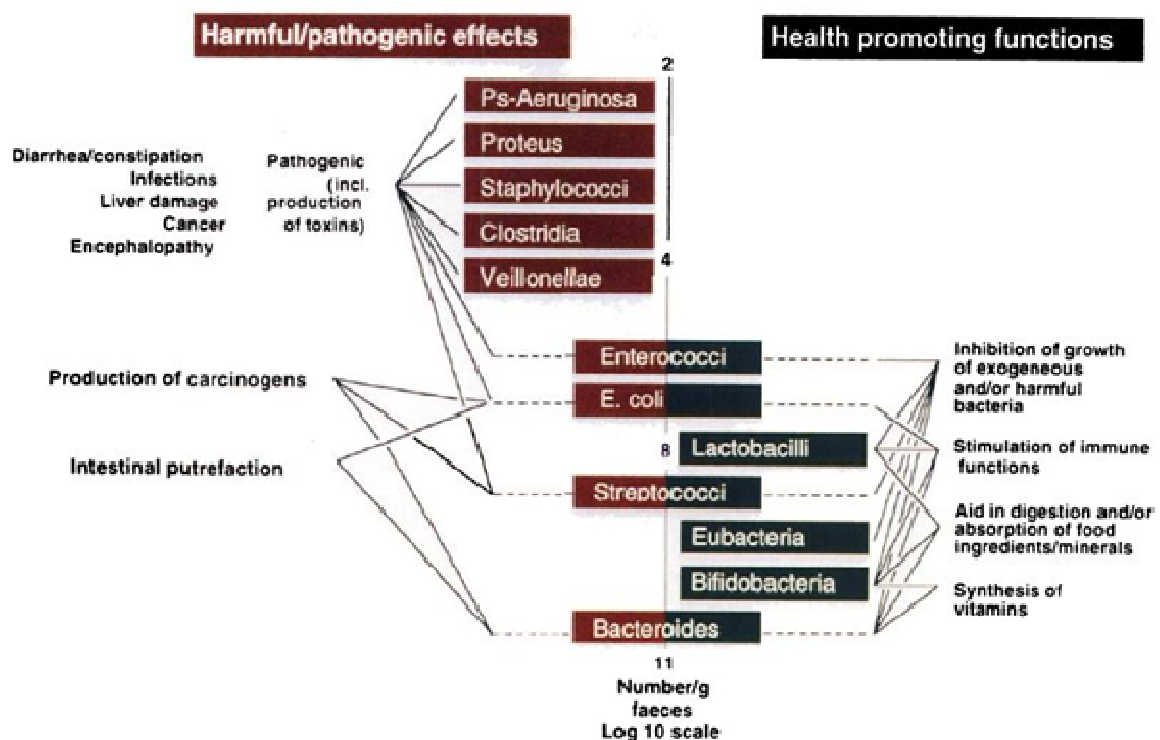 Harmful/pathogenic effects
Health promoting functions
2
Ps-Aeruginosa
Proteus
Staphylococci
Clostridia
4
Veillonellae
Diarrhea/constipation
Infections
Liver damage
Cancer
Encephalopathy
Pathogenic
(incl.
production
of toxins)
Production of carcinogens
Intestinal putrefaction
Enterococci
E. coli
8
Lactobacilli
Streptococci
Eubacteria
Bifidobacteria
Bacteroides
11
Number/g
faeces
Log 10 scale
Inhibition of growth
of exogeneous
and/or harmful
bacteria
Stimulation of immune
functions
Aid in digestion and/or
absorption of food
ingredients/minerals
Synthesis of
vitamins